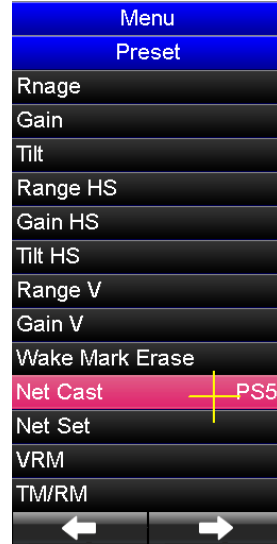 Menu
Preset
Rnage
Gain
Tilt
Range HS
Gain HS
Tilt HS
Range V
Gain V
Wake Mark Erase
Net Cast PS5
Net Set
VRM
TM/RM